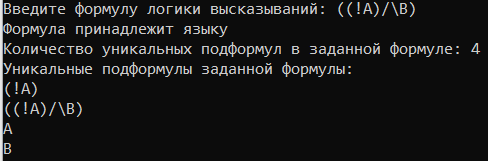 Введите формулу логики высказываний: ((!A)/\B)
Формула принадлежит языку
Количество уникальных подформул в заданной формуле: 4
Уникальные подформулы заданной формулы:
(!A)
((!A)/\B)
A
B